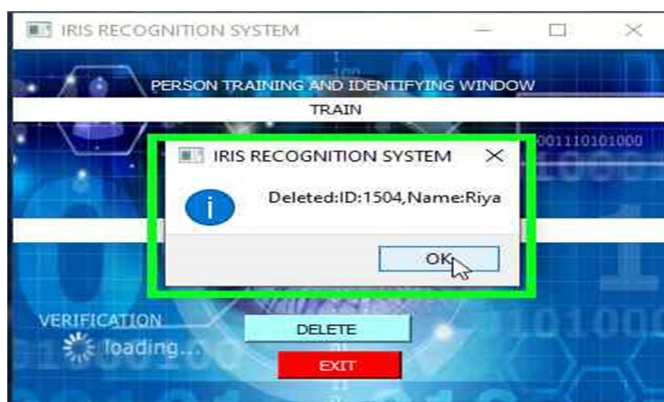 IRIS RECOGNITION SYSTEM
PERSON TRAINING AND IDENTIFYING WINDOW
TRAIN
001110101000
IRIS RECOGNITION SYSTEM
Deleted:ID:1504,Name:Riya
OK
VERIFICATION
loading...
DELETE
EXIT